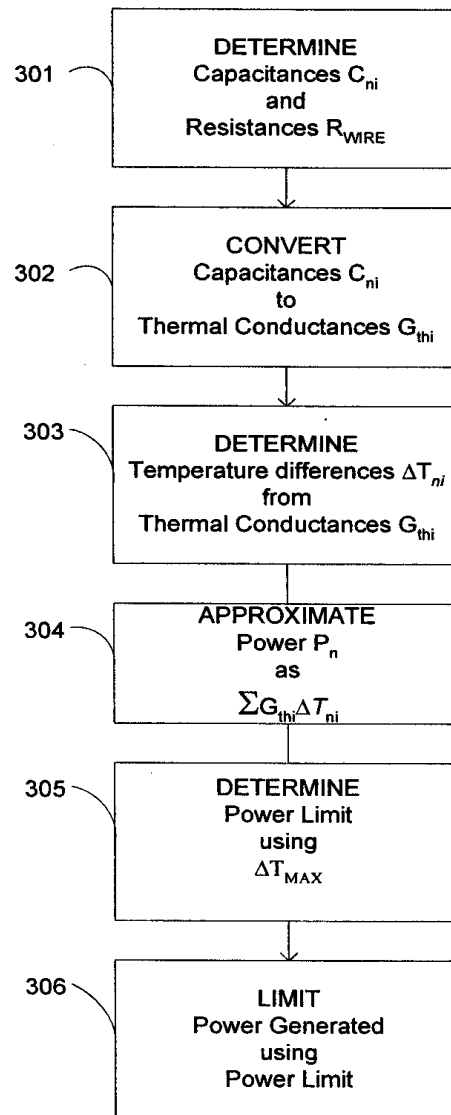 301
DETERMINE
Capacitances C_ni
and
Resistances R_WIRE
302
CONVERT
Capacitances C_ni
to
Thermal Conductances G_thi
303
DETERMINE
Temperature differences ΔT_ni
from
Thermal Conductances G_thi
304
APPROXIMATE
Power P_n
as
ΣG_thiΔT_ni
305
DETERMINE
Power Limit
using
ΔT_MAX
306
LIMIT
Power Generated
using
Power Limit